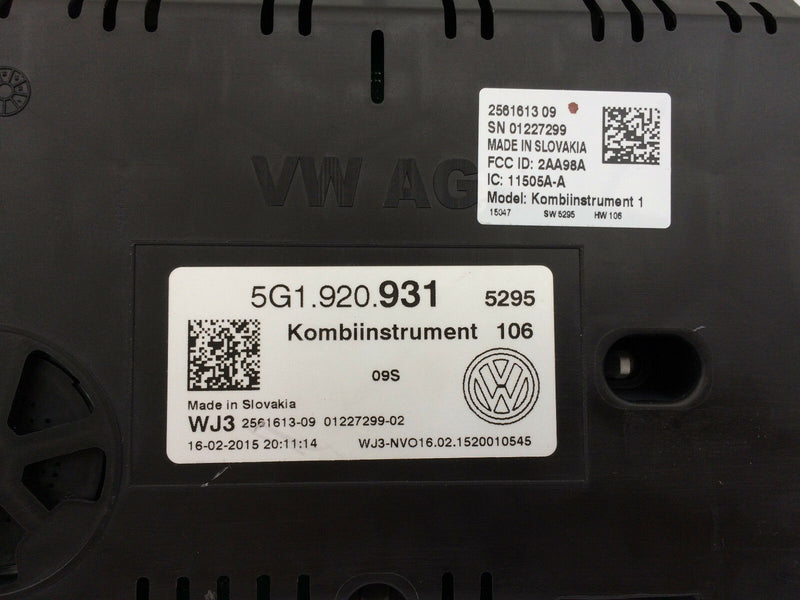 2561613 09
SN 01227299
MADE IN SLOVAKIA
FCC ID: 2AA98A
IC: 11505A-A
Model: Kombiinstrument 1
15047 SW 5295 HW 106
VW AG
5G1.920.931 5295
Kombiinstrument 106
09S
Made in Slovakia
WJ3 2561613-09 01227299-02
16-02-2015 20:11:14 WJ3-NVO16.02.1520010545